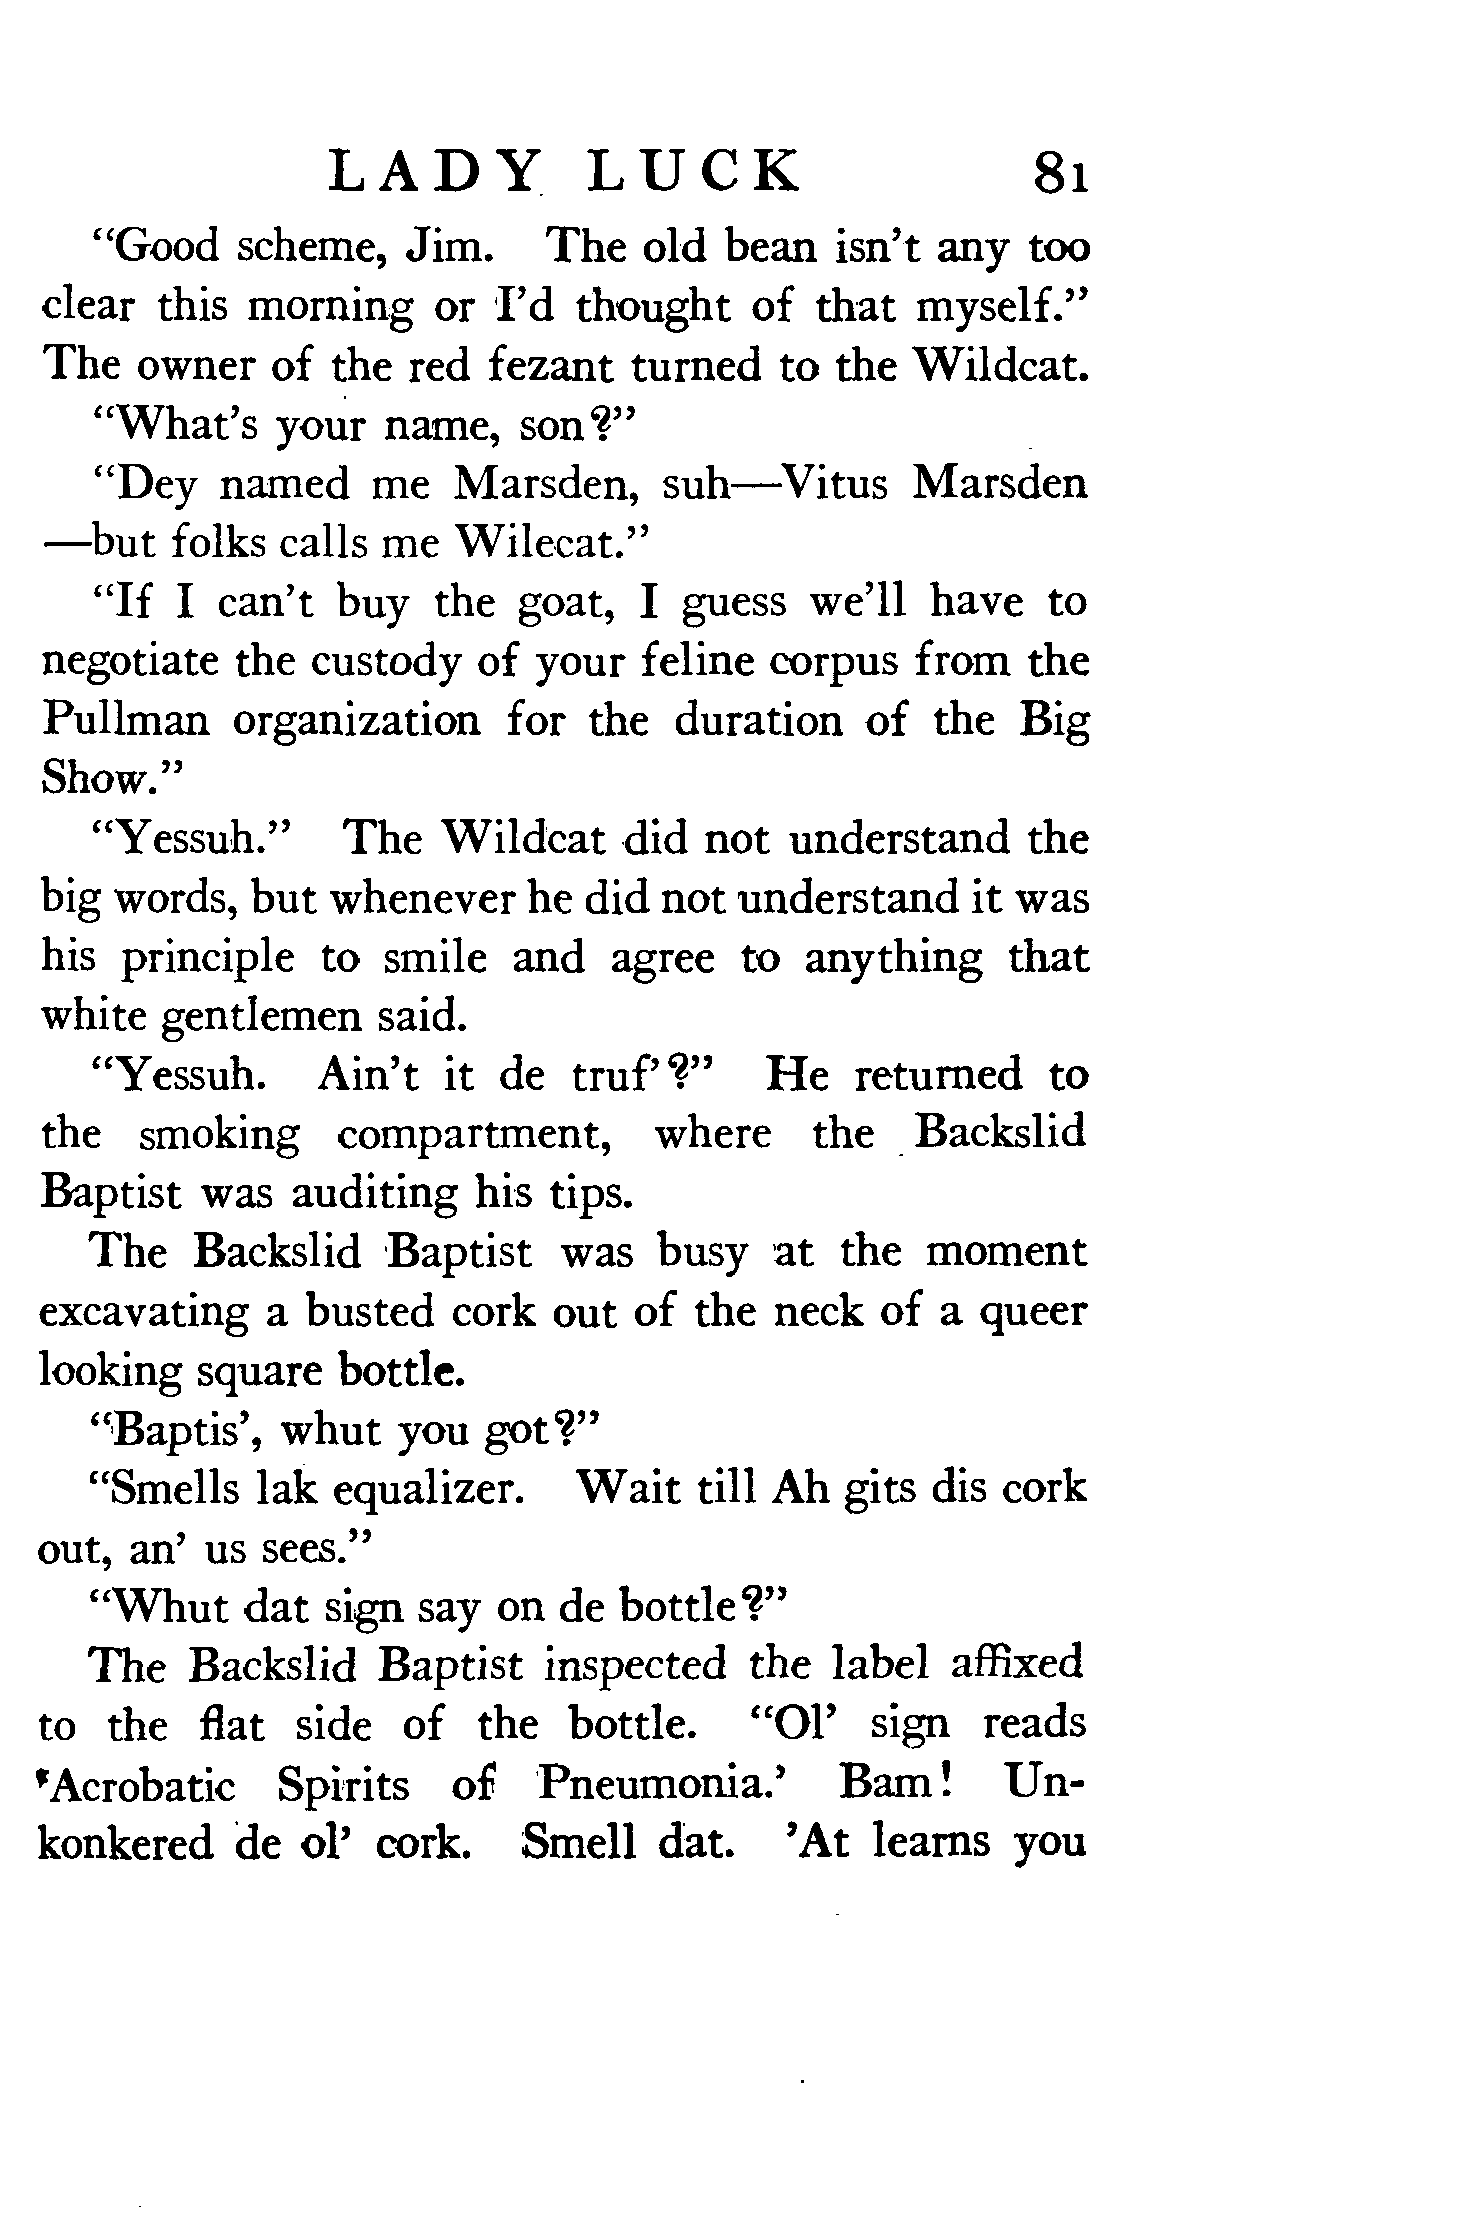 LADY LUCK 81
“Good scheme, Jim. The old bean isn’t any too
clear this morning or I’d thought of that myself.”
The owner of the red fezant turned to the Wildcat.
“What’s your name, son?”
“Dey named me Marsden, suh—Vitus Marsden
—but folks calls me Wilecat.”
“If I can’t buy the goat, I guess we’ll have to
negotiate the custody of your feline corpus from the
Pullman organization for the duration of the Big
Show.”
“Yessuh.” The Wildcat did not understand the
big words, but whenever he did not understand it was
his principle to smile and agree to anything that
white gentlemen said.
“Yessuh. Ain’t it de truf’?” He returned to
the smoking compartment, where the Backslid
Baptist was auditing his tips.
The Backslid Baptist was busy at the moment
excavating a busted cork out of the neck of a queer
looking square bottle.
“Baptis’, whut you got?”
“Smells lak equalizer. Wait till Ah gits dis cork
out, an’ us sees.”
“Whut dat sign say on de bottle?”
The Backslid Baptist inspected the label affixed
to the flat side of the bottle. “Ol’ sign reads
‘Acrobatic Spirits of Pneumonia.’ Bam! Un-
konkered de ol’ cork. Smell dat. ’At learns you